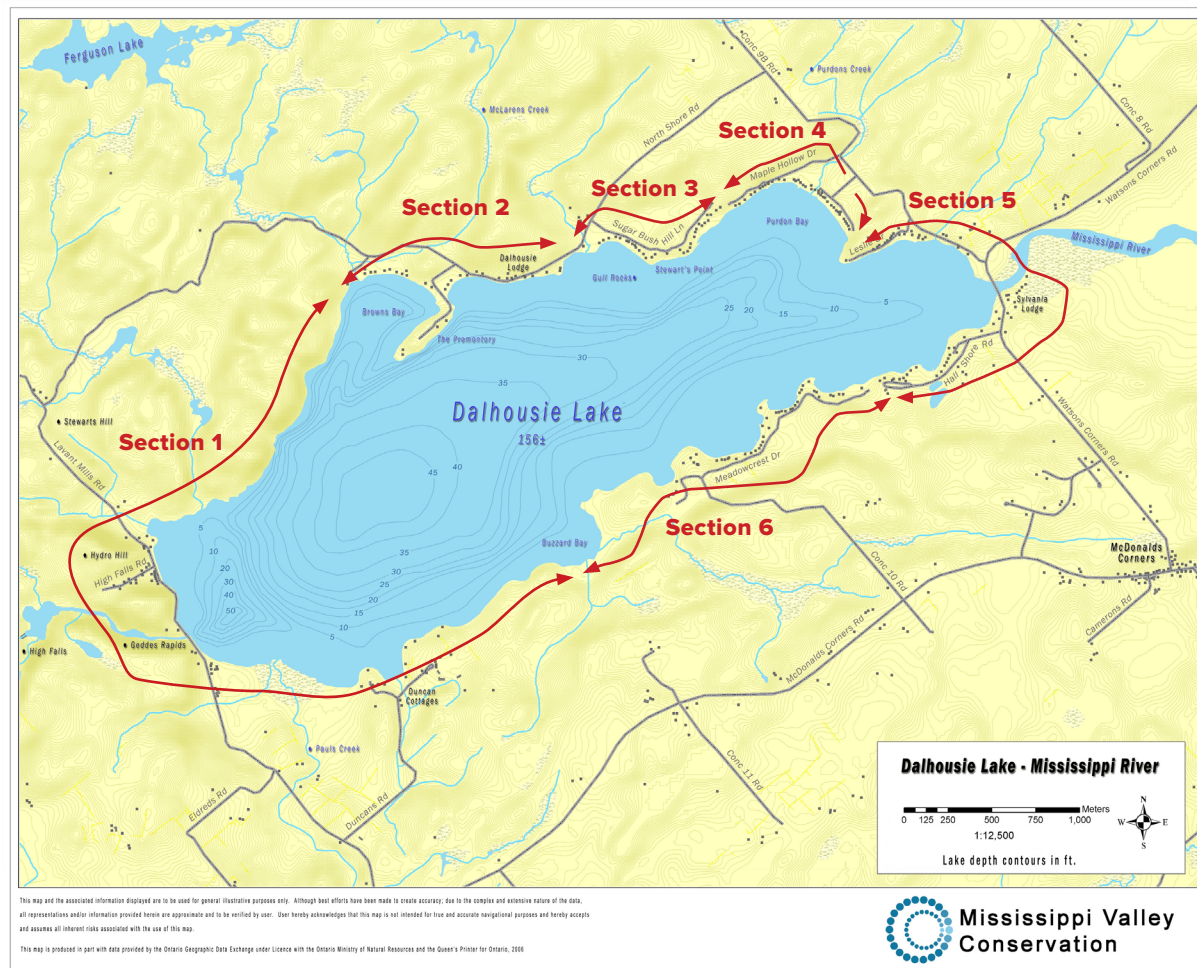 Ferguson Lake
Conc 9B Rd
Purdons Creek
McLarens Creek
Conc 8 Rd
North Shore Rd
Section 4
Maple Hollow Dr
Watsons Corners Rd
Section 3
Section 2
Section 5
Sugar Bush Hill Ln
Purdon Bay
Mississippi River
Dalhousie
Lodge
Gull Rocks
Stewart's Point
Browns Bay
25
20
15
10
5
Sylvania
Lodge
The Promontory
30
Hall Shore Rd
35
Dalhousie Lake
156±
Stewarts Hill
Section 1
Lavant Mills Rd
Watsons Corners Rd
45
40
Meadowcrest Dr
Section 6
5
10
20
30
40
50
Hydro Hill
High Falls Rd
Buzzard Bay
35
30
25
20
15
10
5
Conc 10 Rd
McDonalds
Corners
Camerons Rd
High Falls
Geddes Rapids
McDonalds Corners Rd
Duncan
Cottages
Pauls Creek
Conc 11 Rd
Eldreds Rd
Duncans Rd
Dalhousie Lake - Mississippi River
Meters
0 125 250 500 750 1,000
1:12,500
N
W E
S
Lake depth contours in ft.
This map and the associated information displayed are to be used for general illustrative purposes only. Although best efforts have been made to create accuracy; due to the complex and extensive nature of the data,
all representations and/or information provided herein are approximate and to be verified by user. User hereby acknowledges that this map is not intended for true and accurate navigational purposes and hereby accepts
and assumes all inherent risks associated with the use of this map.
This map is produced in part with data provided by the Ontario Geographic Data Exchange under Licence with the Ontario Ministry of Natural Resources and the Queen's Printer for Ontario, 2006
Mississippi Valley
Conservation